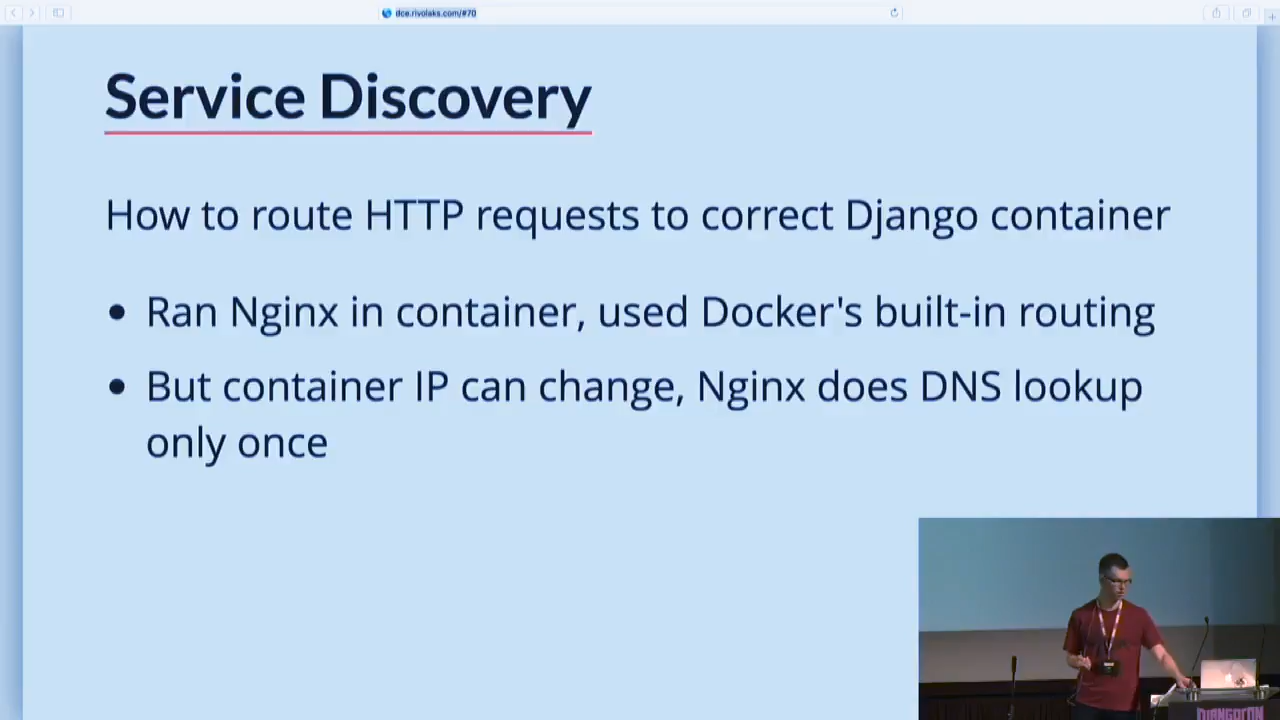 dce.rivolaks.com/#70
Service Discovery
How to route HTTP requests to correct Django container
• Ran Nginx in container, used Docker's built-in routing
• But container IP can change, Nginx does DNS lookup
only once
DJANGOCON